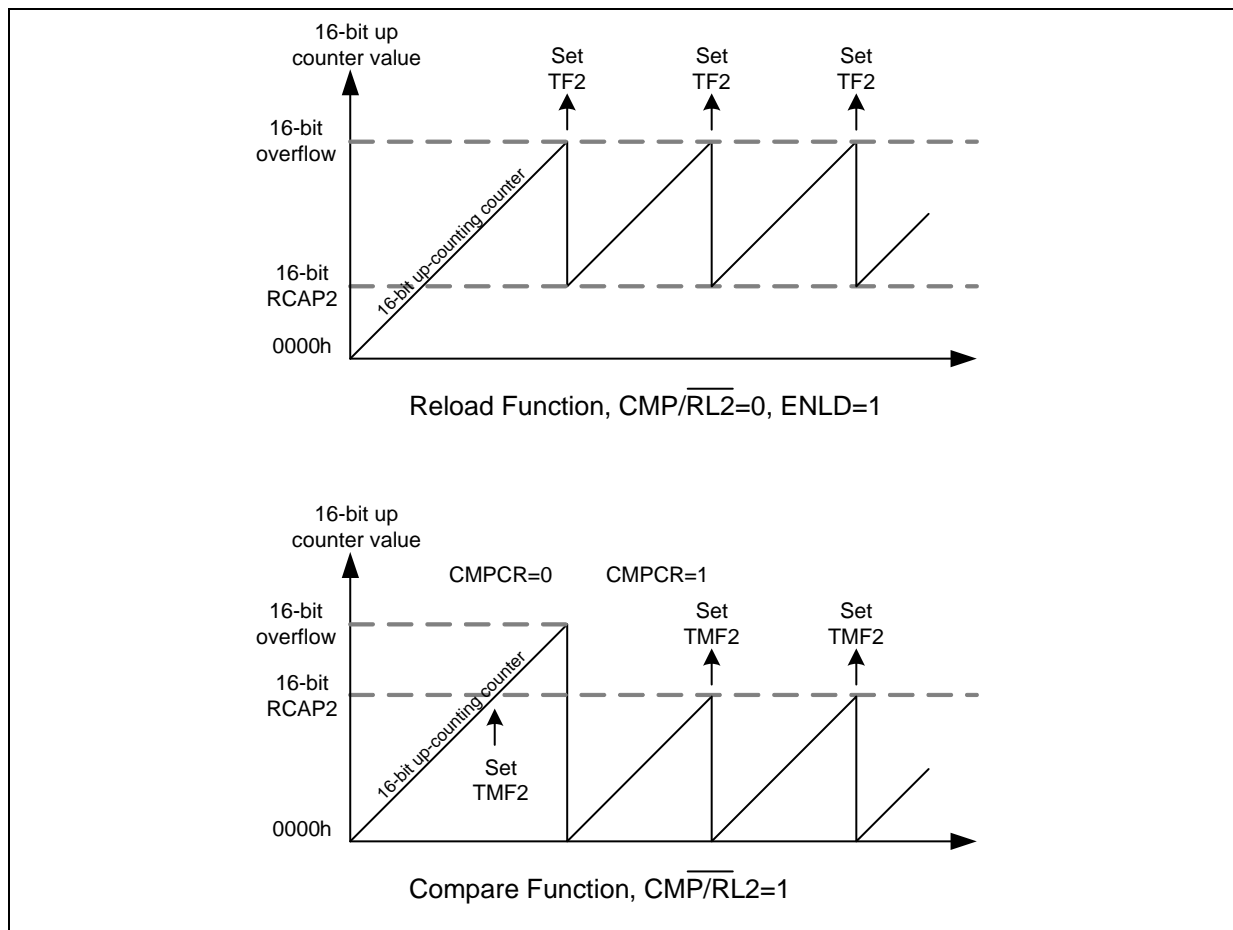 16-bit up
counter value
Set
TF2
Set
TF2
Set
TF2
16-bit
overflow
16-bit up-counting counter
16-bit
RCAP2
0000h
Reload Function, CMP/R̅L̅2̅=0, ENLD=1
16-bit up
counter value
CMPCR=0
CMPCR=1
16-bit
overflow
Set
TMF2
Set
TMF2
16-bit
RCAP2
16-bit up-counting counter
Set
TMF2
0000h
Compare Function, CMP̅/̅R̅L2=1